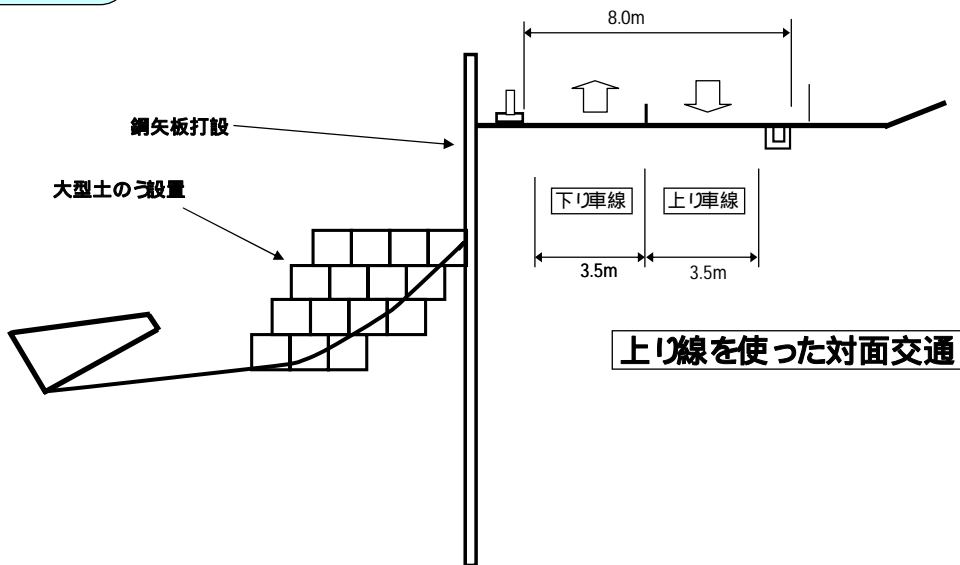 8.0m
鋼矢板打設
大型土のう設置
下り車線
上り車線
3.5m
3.5m
上り線を使った対面交通